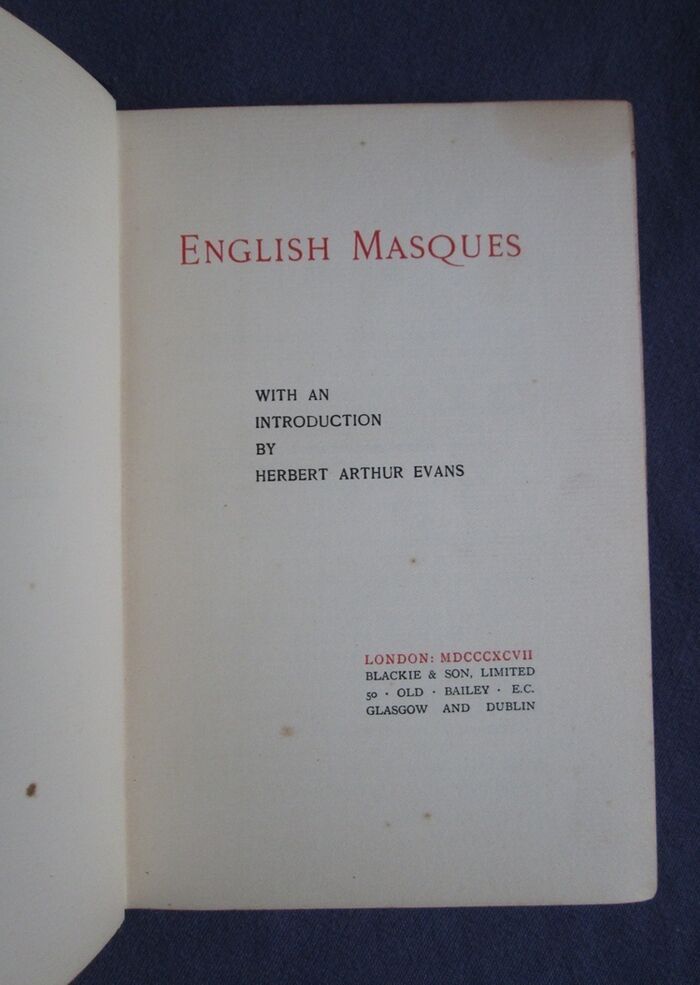 ENGLISH MASQUES
WITH AN
INTRODUCTION
BY
HERBERT ARTHUR EVANS
LONDON: MDCCCXCVII
BLACKIE & SON, LIMITED
50 · OLD · BAILEY · E.C.
GLASGOW AND DUBLIN